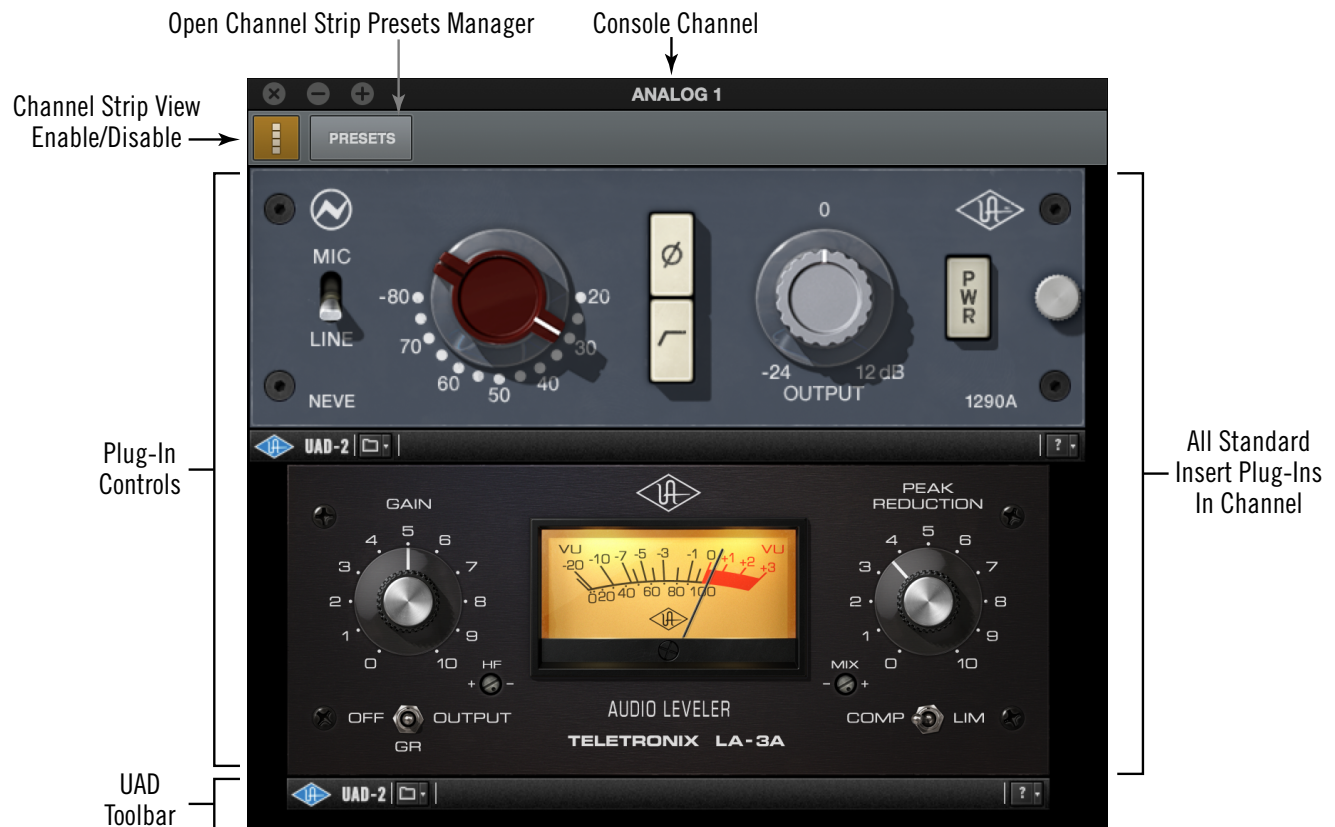 Open Channel Strip Presets Manager
Console Channel
Channel Strip View
Enable/Disable
ANALOG 1
PRESETS
MIC
LINE
NEVE
-80
70
60
50
40
30
20
Ø
0
-24
12 dB
OUTPUT
PWR
1290A
UAD-2
?
Plug-In
Controls
All Standard
Insert Plug-Ins
In Channel
GAIN
0
1
2
3
4
5
6
7
8
9
10
HF
+ -
OFF
OUTPUT
GR
VU
-20 -10 -7 -5 -3 -1 0 +1 +2 +3
VU
0 20 40 60 80 100
AUDIO LEVELER
TELETRONIX LA-3A
PEAK
REDUCTION
0
1
2
3
4
5
6
7
8
9
10
MIX
- +
COMP
LIM
UAD
Toolbar
UAD-2
?